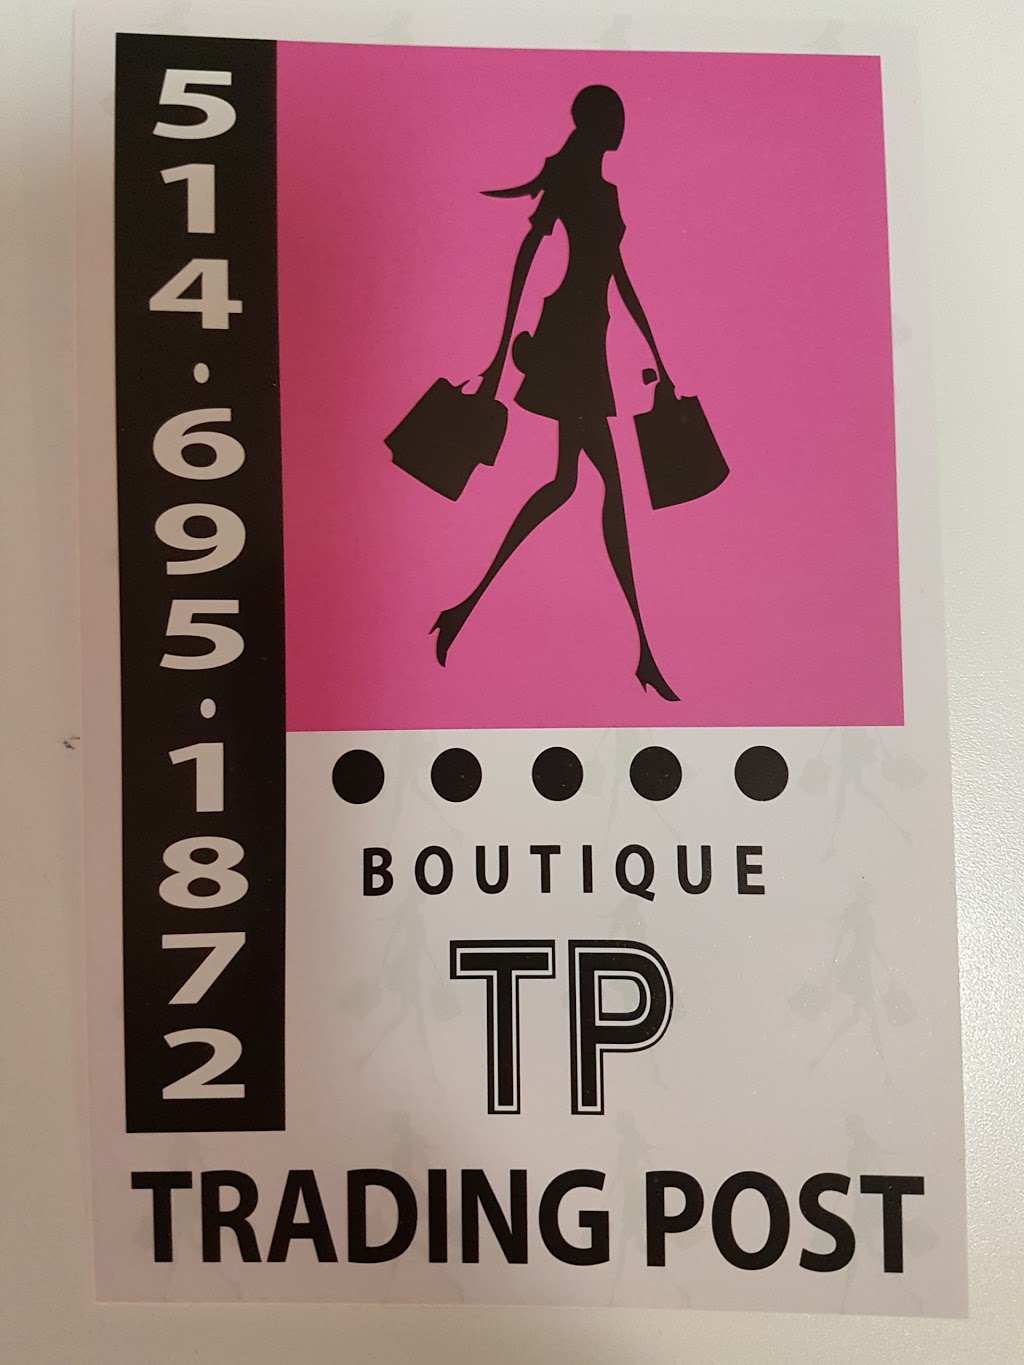 514·695·1872
BOUTIQUE
TP
TRADING POST